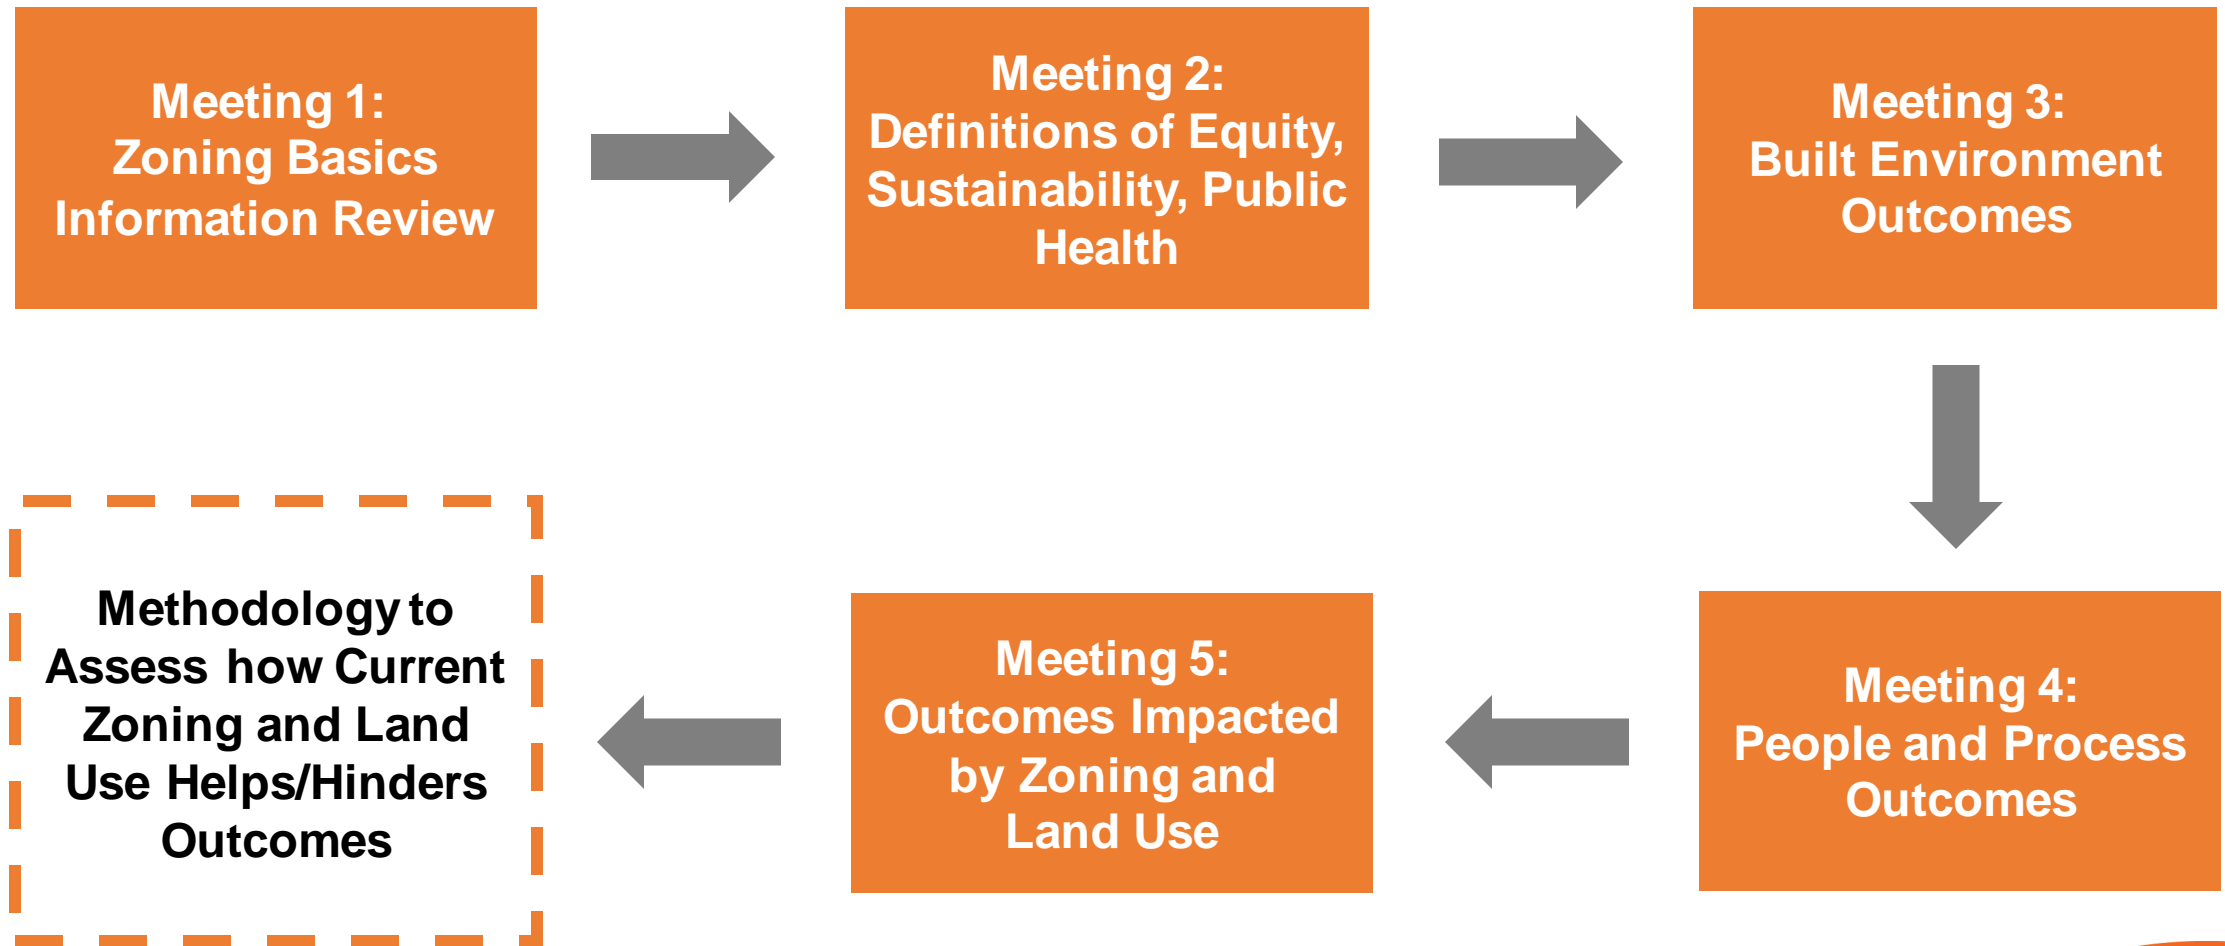 Meeting 1:
Zoning Basics
Information Review
Meeting 2:
Definitions of Equity,
Sustainability, Public
Health
Meeting 3:
Built Environment
Outcomes
Meeting 4:
People and Process
Outcomes
Meeting 5:
Outcomes Impacted
by Zoning and
Land Use
Methodology to
Assess how Current
Zoning and Land
Use Helps/Hinders
Outcomes